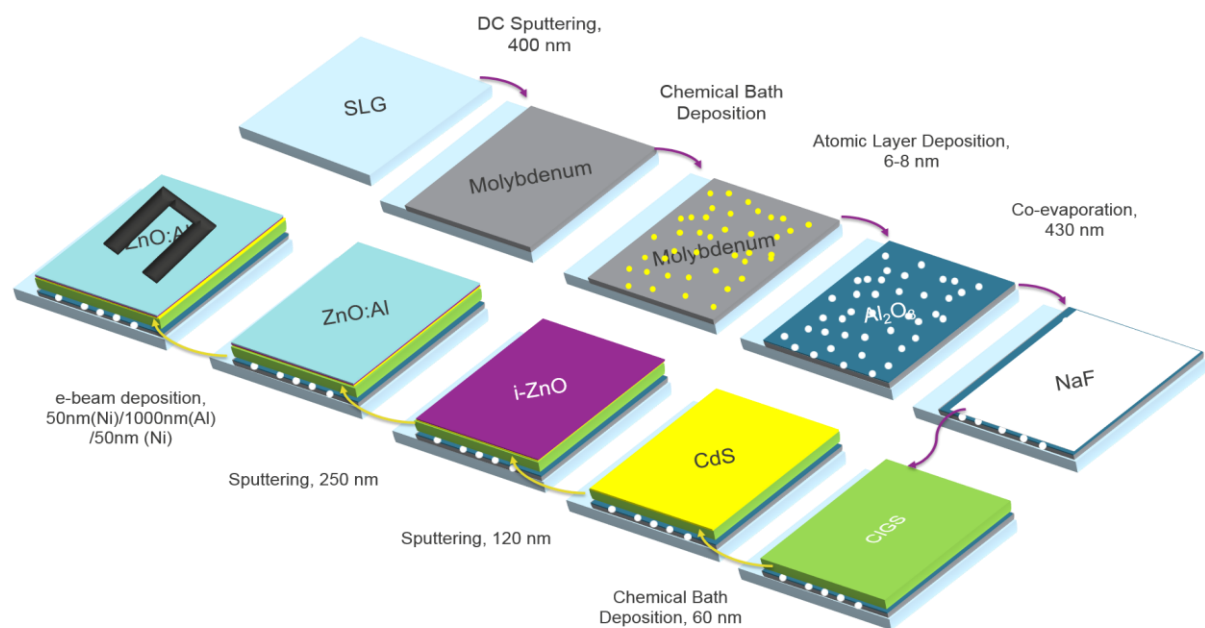 DC Sputtering,
400 nm
SLG
Chemical Bath
Deposition
Molybdenum
Atomic Layer Deposition,
6-8 nm
Molybdenum
Co-evaporation,
430 nm
Al₂O₃
NaF
ZnO:Al
ZnO:Al
i-ZnO
CdS
CIGS
e-beam deposition,
50nm(Ni)/1000nm(Al)
/50nm (Ni)
Sputtering, 250 nm
Sputtering, 120 nm
Chemical Bath
Deposition, 60 nm